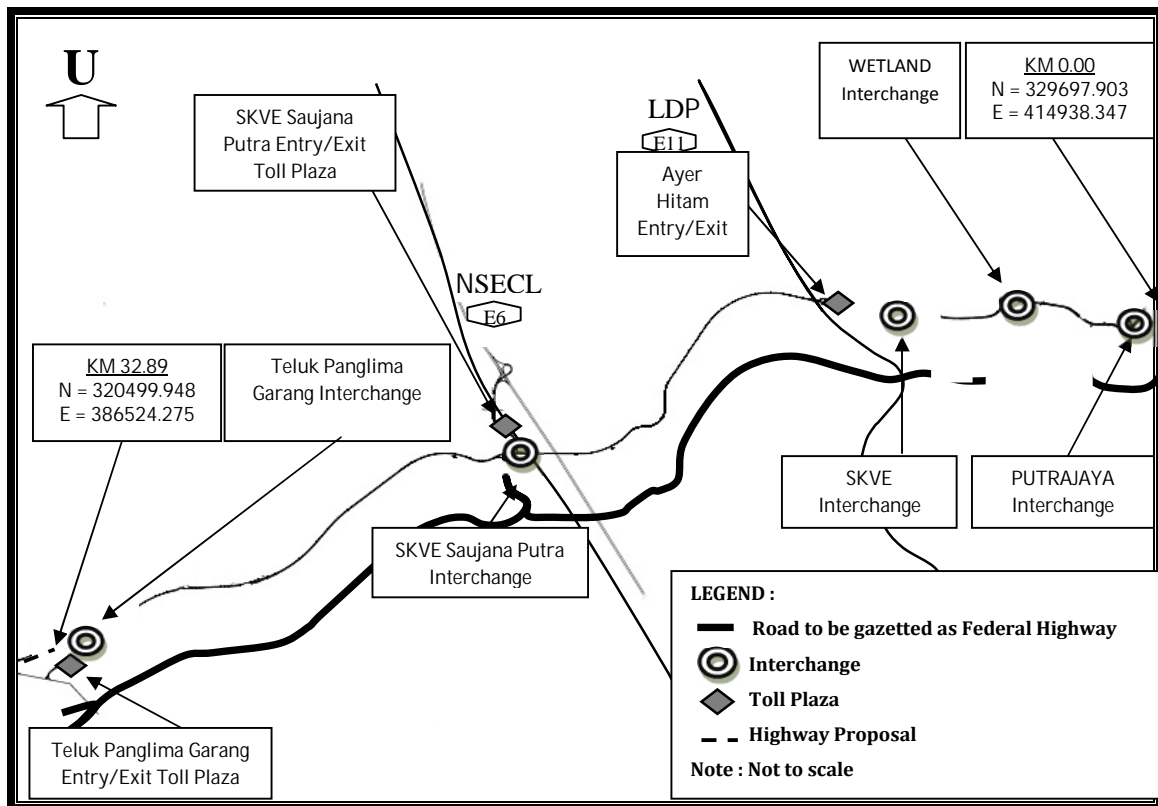 U
SKVE Saujana
Putra Entry/Exit
Toll Plaza
LDP
E11
Ayer
Hitam
Entry/Exit
WETLAND
Interchange
KM 0.00
N = 329697.903
E = 414938.347
NSECL
E6
KM 32.89
N = 320499.948
E = 386524.275
Teluk Panglima
Garang Interchange
SKVE Saujana Putra
Interchange
SKVE
Interchange
PUTRAJAYA
Interchange
Teluk Panglima Garang
Entry/Exit Toll Plaza
LEGEND :
Road to be gazetted as Federal Highway
Interchange
Toll Plaza
Highway Proposal
Note : Not to scale